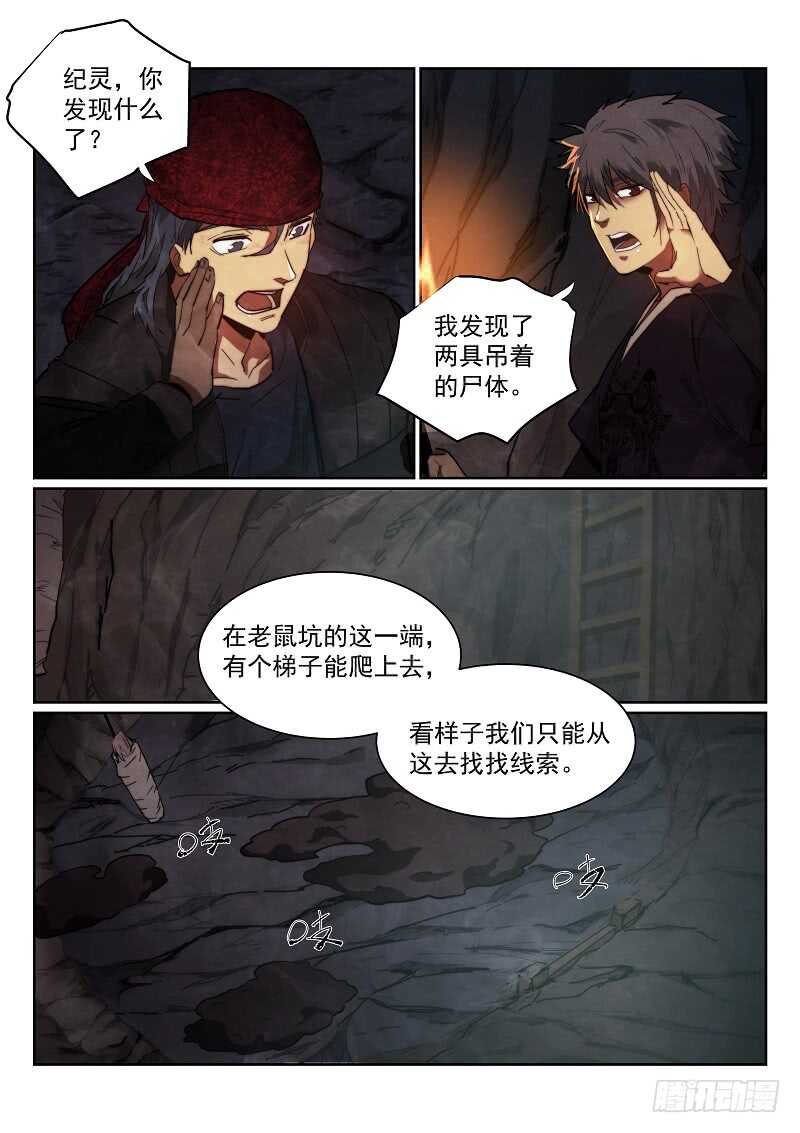 纪灵，你
发现什么
了？
我发现了
两具吊着
的尸体。
在老鼠坑的这一端，
有个梯子能爬上去，
看样子我们只能从
这去找找线索。
吱
吱
吱
腾讯动漫